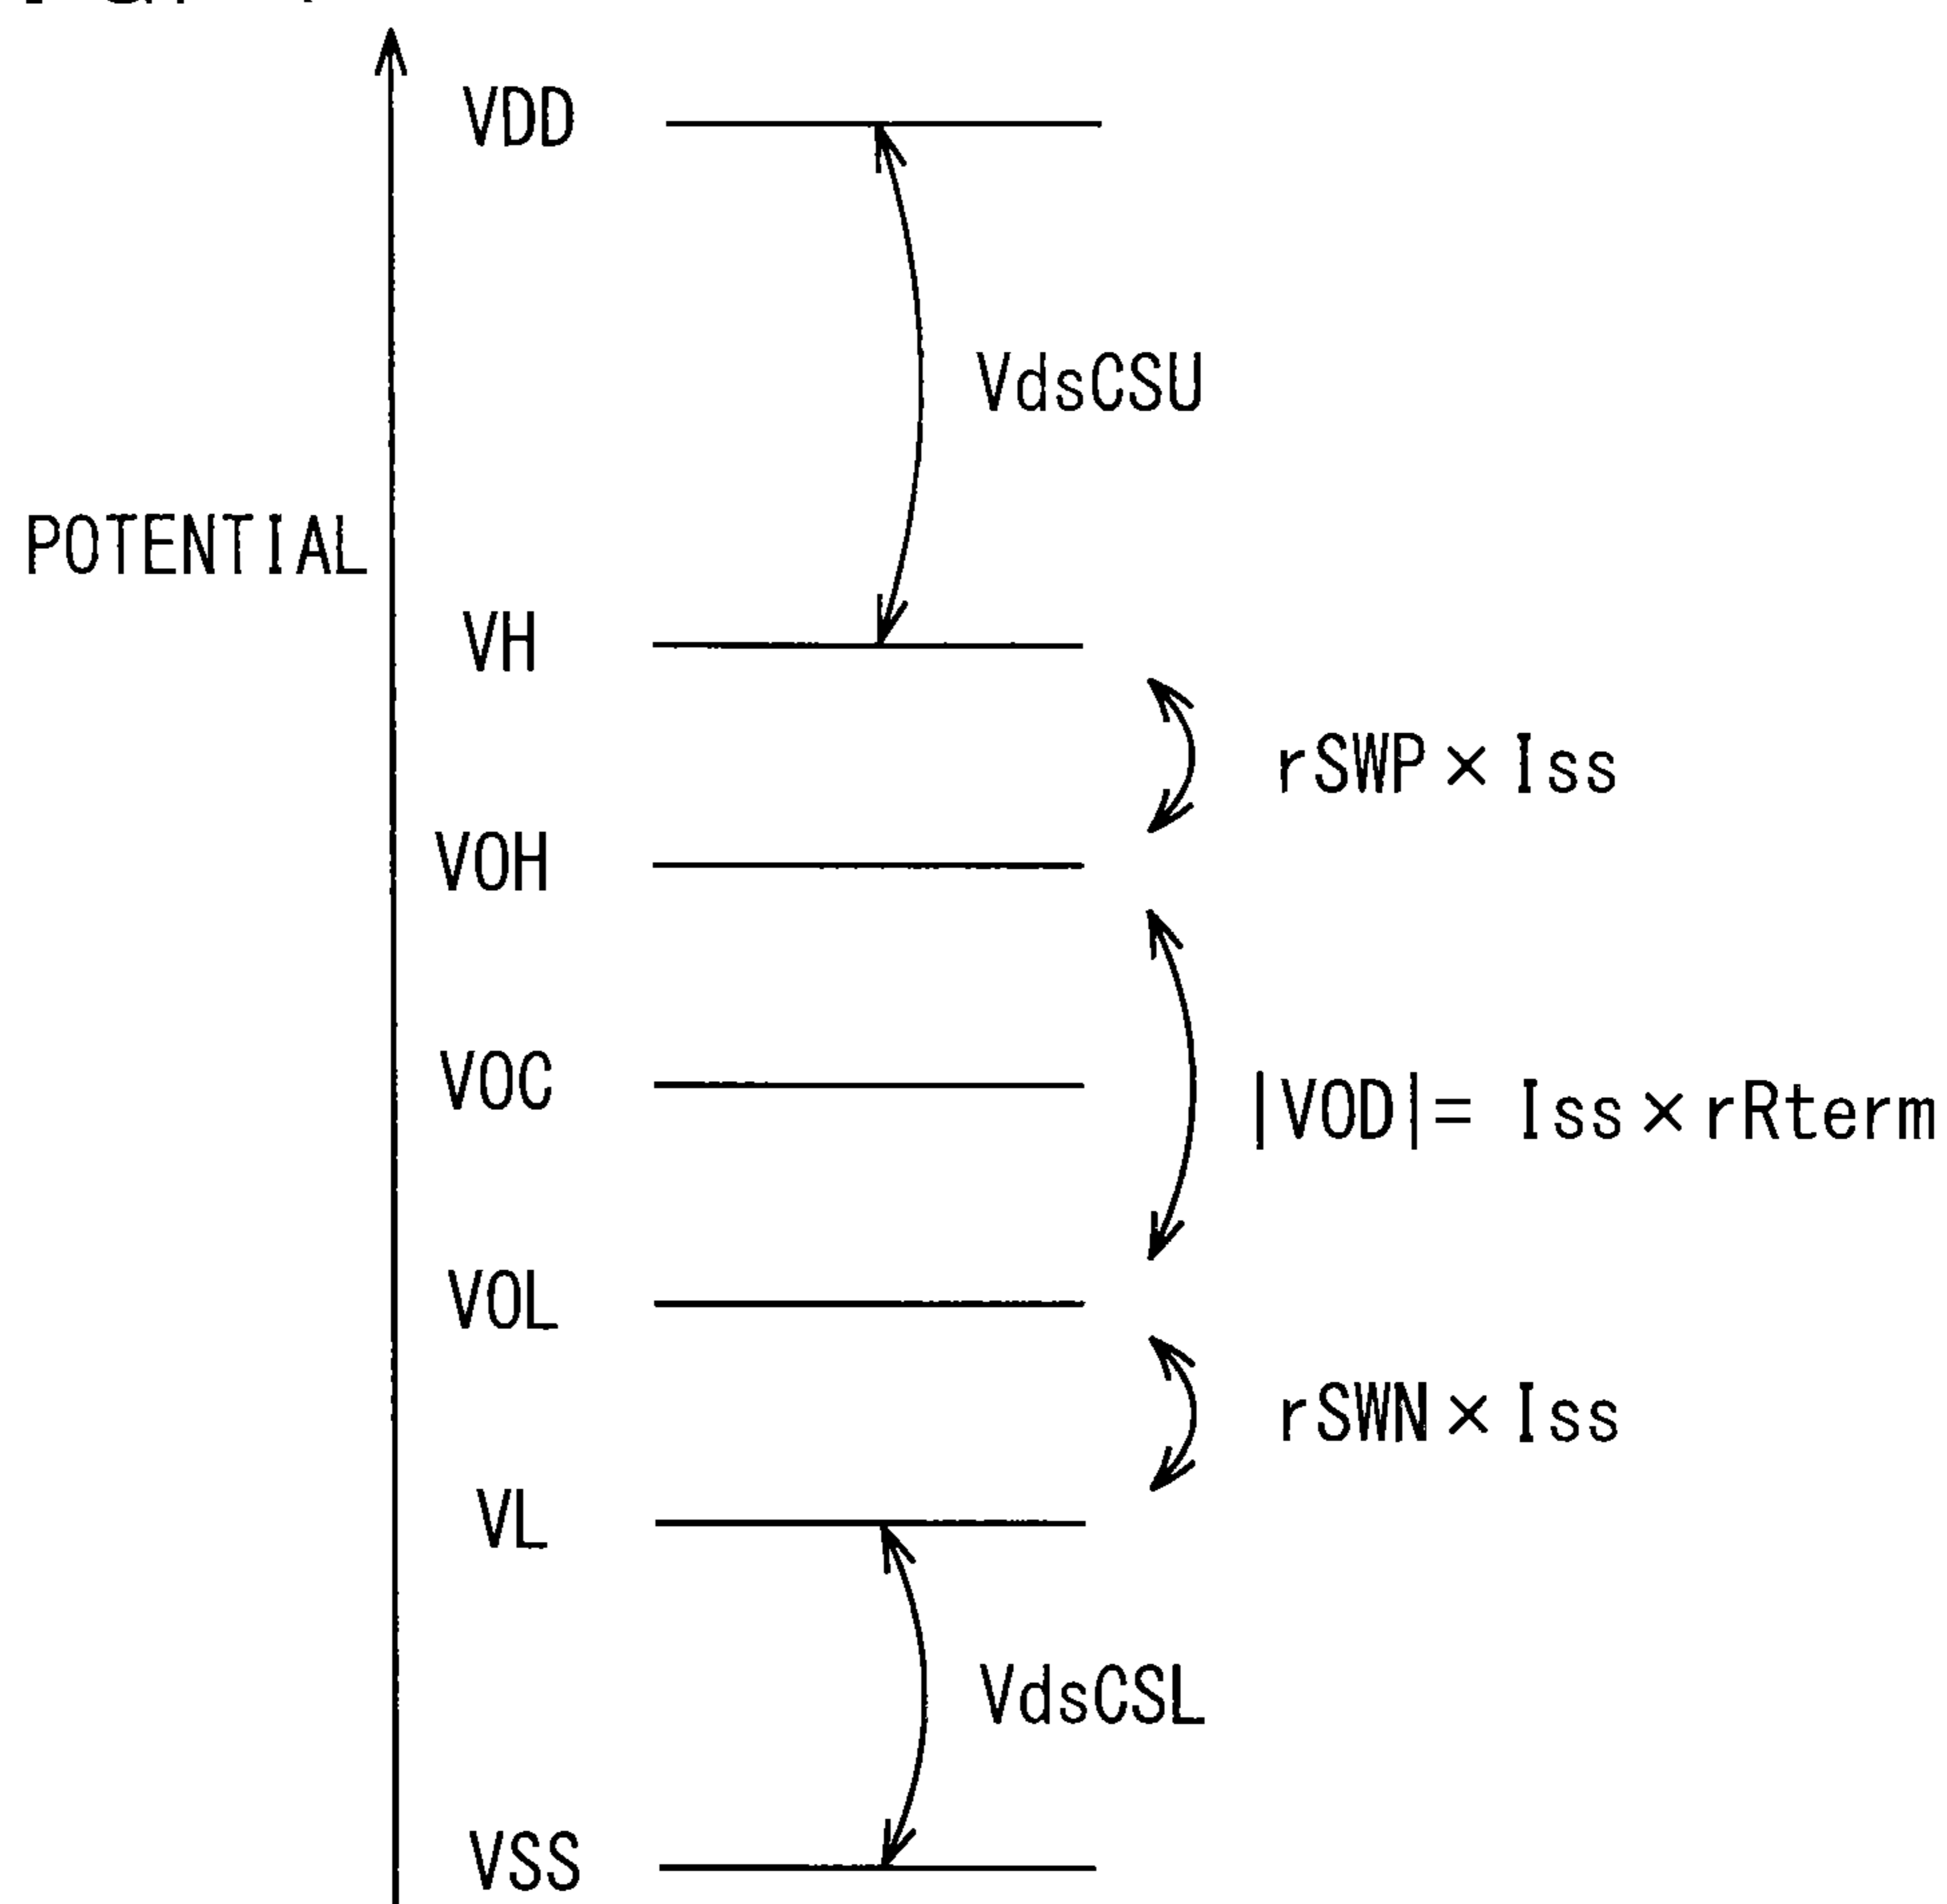 VDD
VdsCSU
POTENTIAL
VH
rSWP×Iss
VOH
VOC
|VOD|= Iss×rRterm
VOL
rSWN×Iss
VL
VdsCSL
VSS